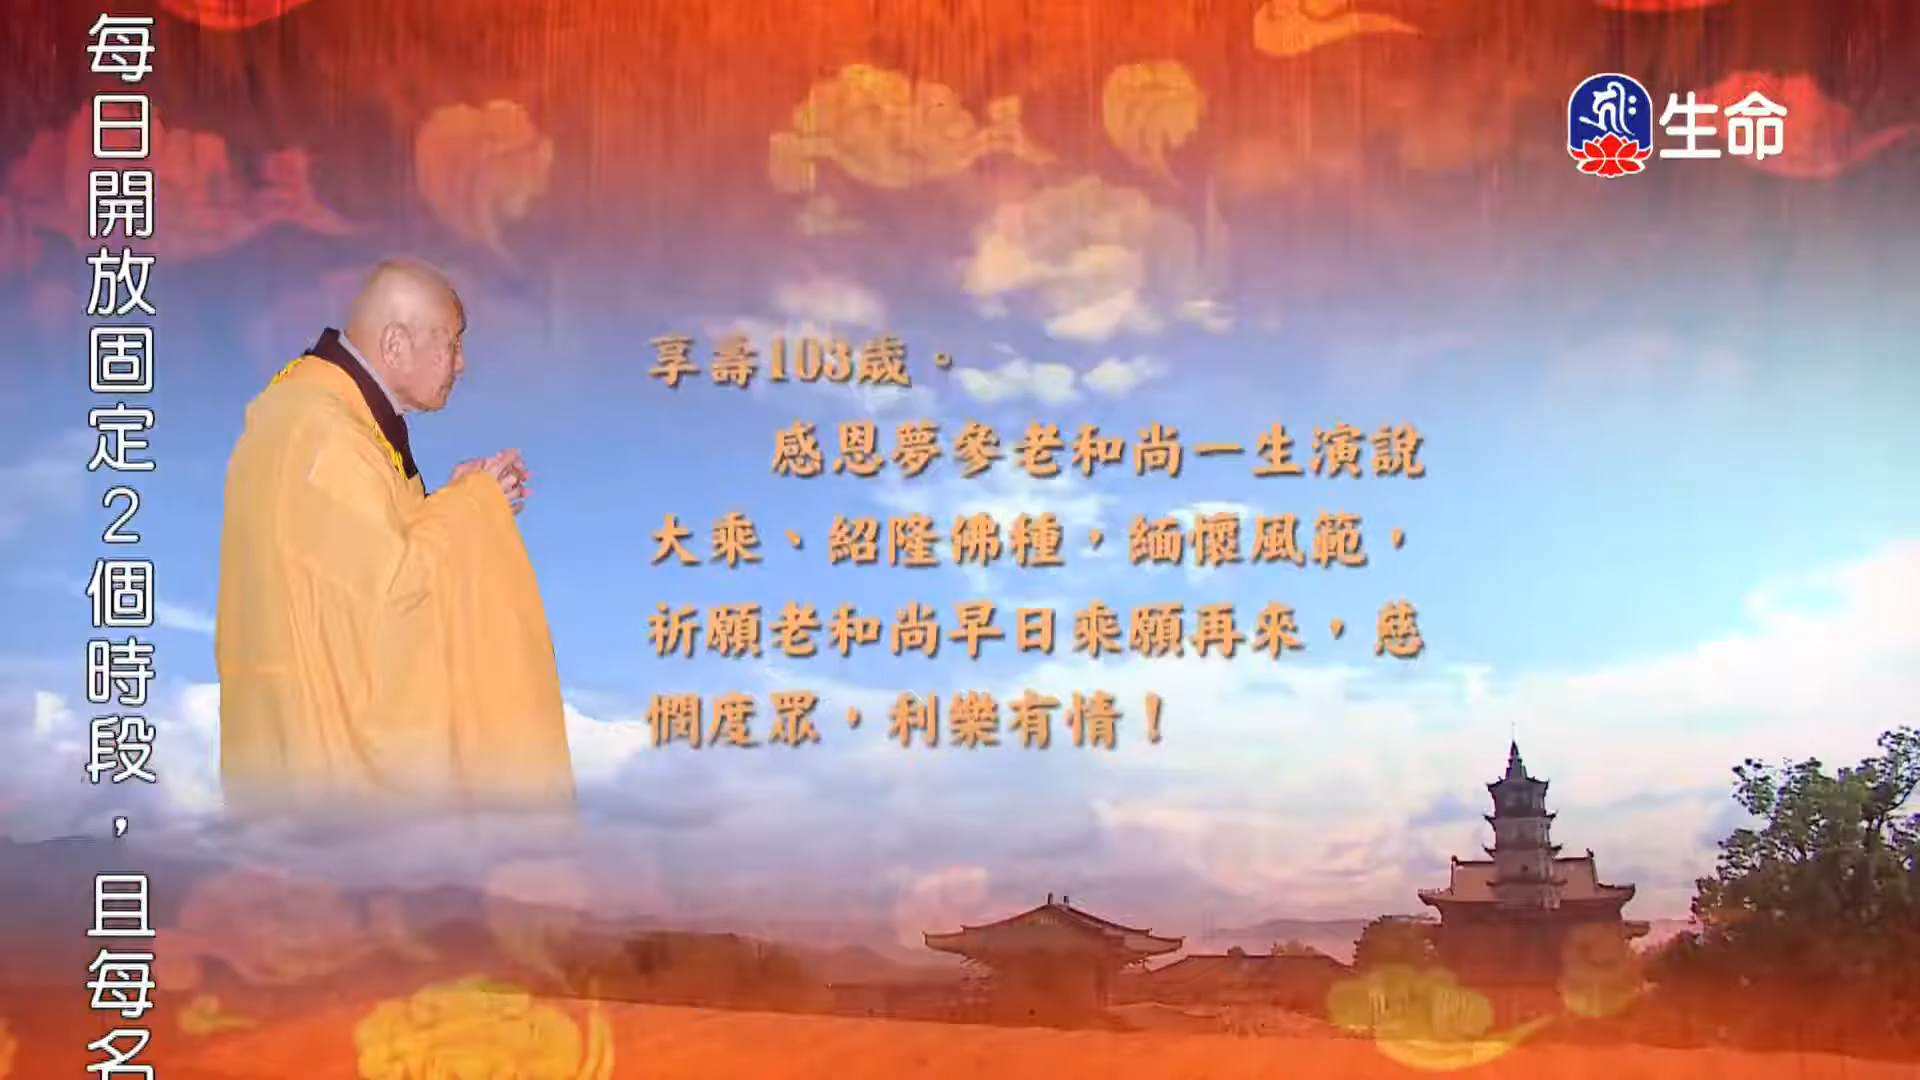 每日開放固定2個時段，且每名
生命
享壽103歲。
感恩夢參老和尚一生演說
大乘、紹隆佛種，緬懷風範，
祈願老和尚早日乘願再來，慈
憫度眾，利樂有情！